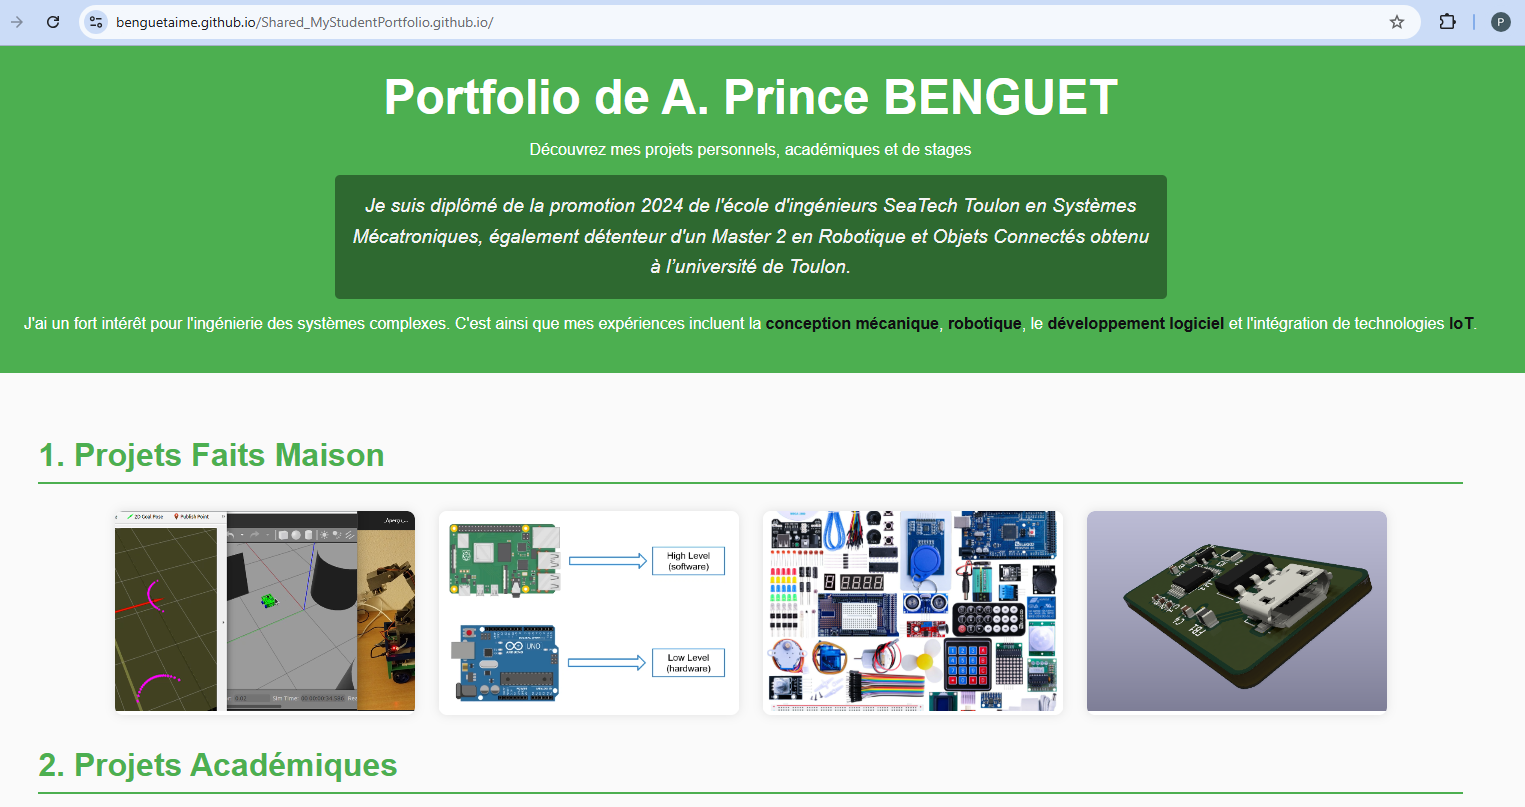 benguetaime.github.io/Shared_MyStudentPortfolio.github.io/
P
Portfolio de A. Prince BENGUET
Découvrez mes projets personnels, académiques et de stages
Je suis diplômé de la promotion 2024 de l'école d'ingénieurs SeaTech Toulon en Systèmes
Mécatroniques, également détenteur d'un Master 2 en Robotique et Objets Connectés obtenu
à l’université de Toulon.
J'ai un fort intérêt pour l'ingénierie des systèmes complexes. C'est ainsi que mes expériences incluent la conception mécanique, robotique, le développement logiciel et l'intégration de technologies IoT.
1. Projets Faits Maison
2D Goal Pose Publish Point
High Level
(software)
UNO
Low Level
(hardware)
2. Projets Académiques